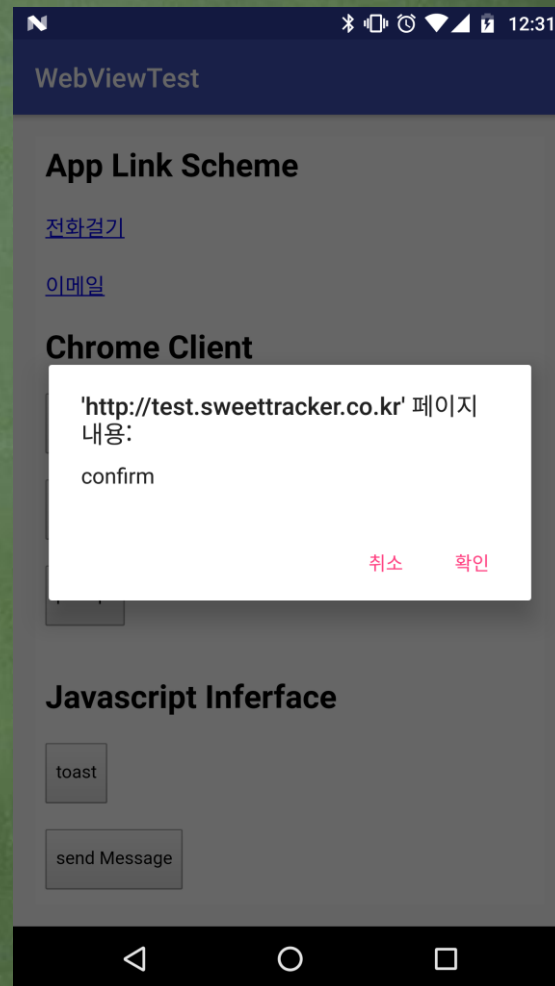 12:31
WebViewTest
App Link Scheme
전화걸기
이메일
Chrome Client
'http://test.sweettracker.co.kr' 페이지
내용:
confirm
취소 확인
Javascript Inferface
toast
send Message